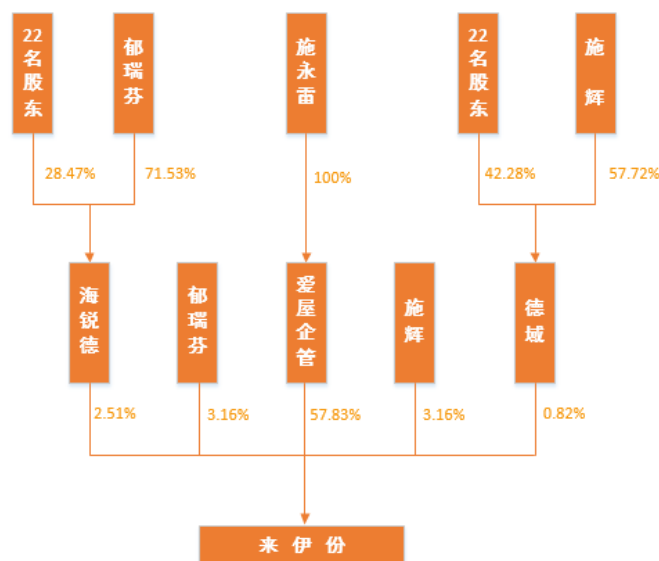 22名股东
郁瑞芬
施永雷
22名股东
施辉
28.47%
71.53%
100%
42.28%
57.72%
海锐德
郁瑞芬
爱屋企管
施辉
德域
2.51%
3.16%
57.83%
3.16%
0.82%
来伊份